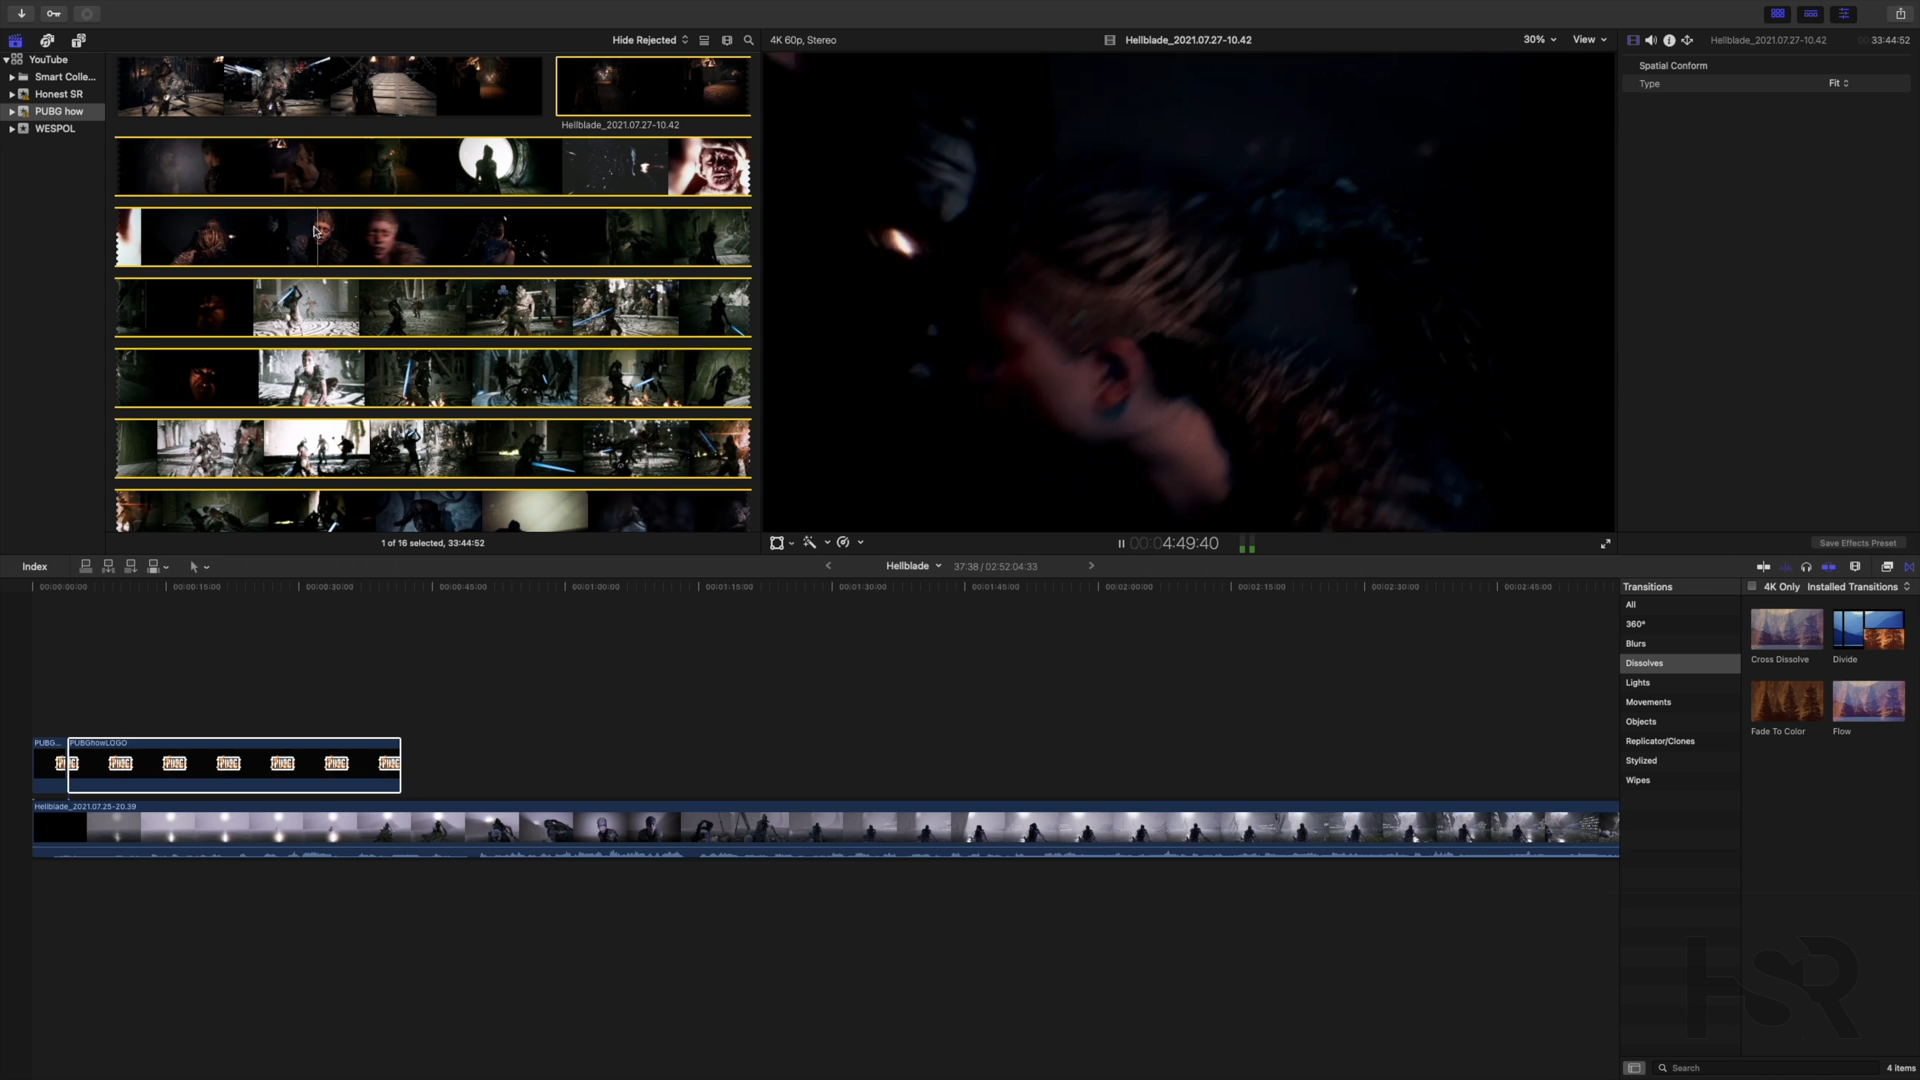 Hide Rejected
4K 60p, Stereo
Hellblade_2021.07.27-10.42
30%
View
Hellblade_2021.07.27-10.42
33:44:52
YouTube
Smart Colle...
Honest SR
PUBG how
WESPOL
Spatial Conform
Type
Fit
Hellblade_2021.07.27-10.42
1 of 16 selected, 33:44:52
00:04:49:40
Save Effects Preset
Index
Hellblade
37:38 / 02:52:04:33
00:00:00:00
00:00:15:00
00:00:30:00
00:00:45:00
00:01:00:00
00:01:15:00
00:01:30:00
00:01:45:00
00:02:00:00
00:02:15:00
00:02:30:00
00:02:45:00
Transitions
4K Only
Installed Transitions
All
360°
Blurs
Dissolves
Lights
Movements
Objects
Replicator/Clones
Stylized
Wipes
Cross Dissolve
Divide
Fade To Color
Flow
PUBG...
PUBGhowLOGO
Hellblade_2021.07.25-20.39
HSR
Search
4 items